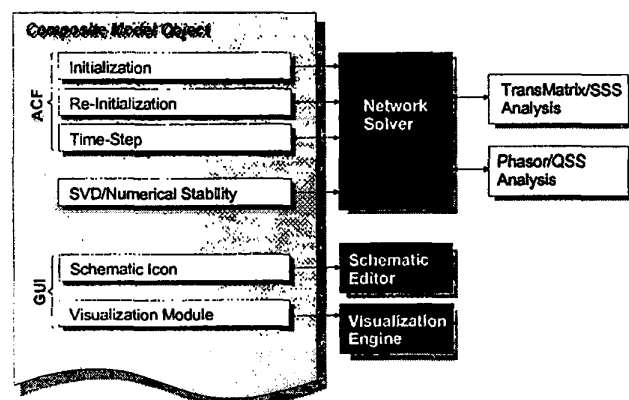 Composite Model Object
ACF
Initialization
Re-Initialization
Time-Step
SVD/Numerical Stability
GUI
Schematic Icon
Visualization Module
Network
Solver
TransMatrix/SSS
Analysis
Phasor/QSS
Analysis
Schematic
Editor
Visualization
Engine